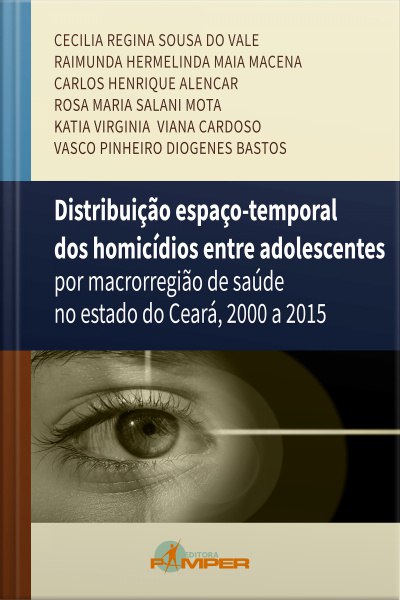 CECILIA REGINA SOUSA DO VALE
RAIMUNDA HERMELINDA MAIA MACENA
CARLOS HENRIQUE ALENCAR
ROSA MARIA SALANI MOTA
KATIA VIRGINIA VIANA CARDOSO
VASCO PINHEIRO DIOGENES BASTOS
Distribuição espaço-temporal
dos homicídios entre adolescentes
por macrorregião de saúde
no estado do Ceará, 2000 a 2015
EDITORA
PAMPER